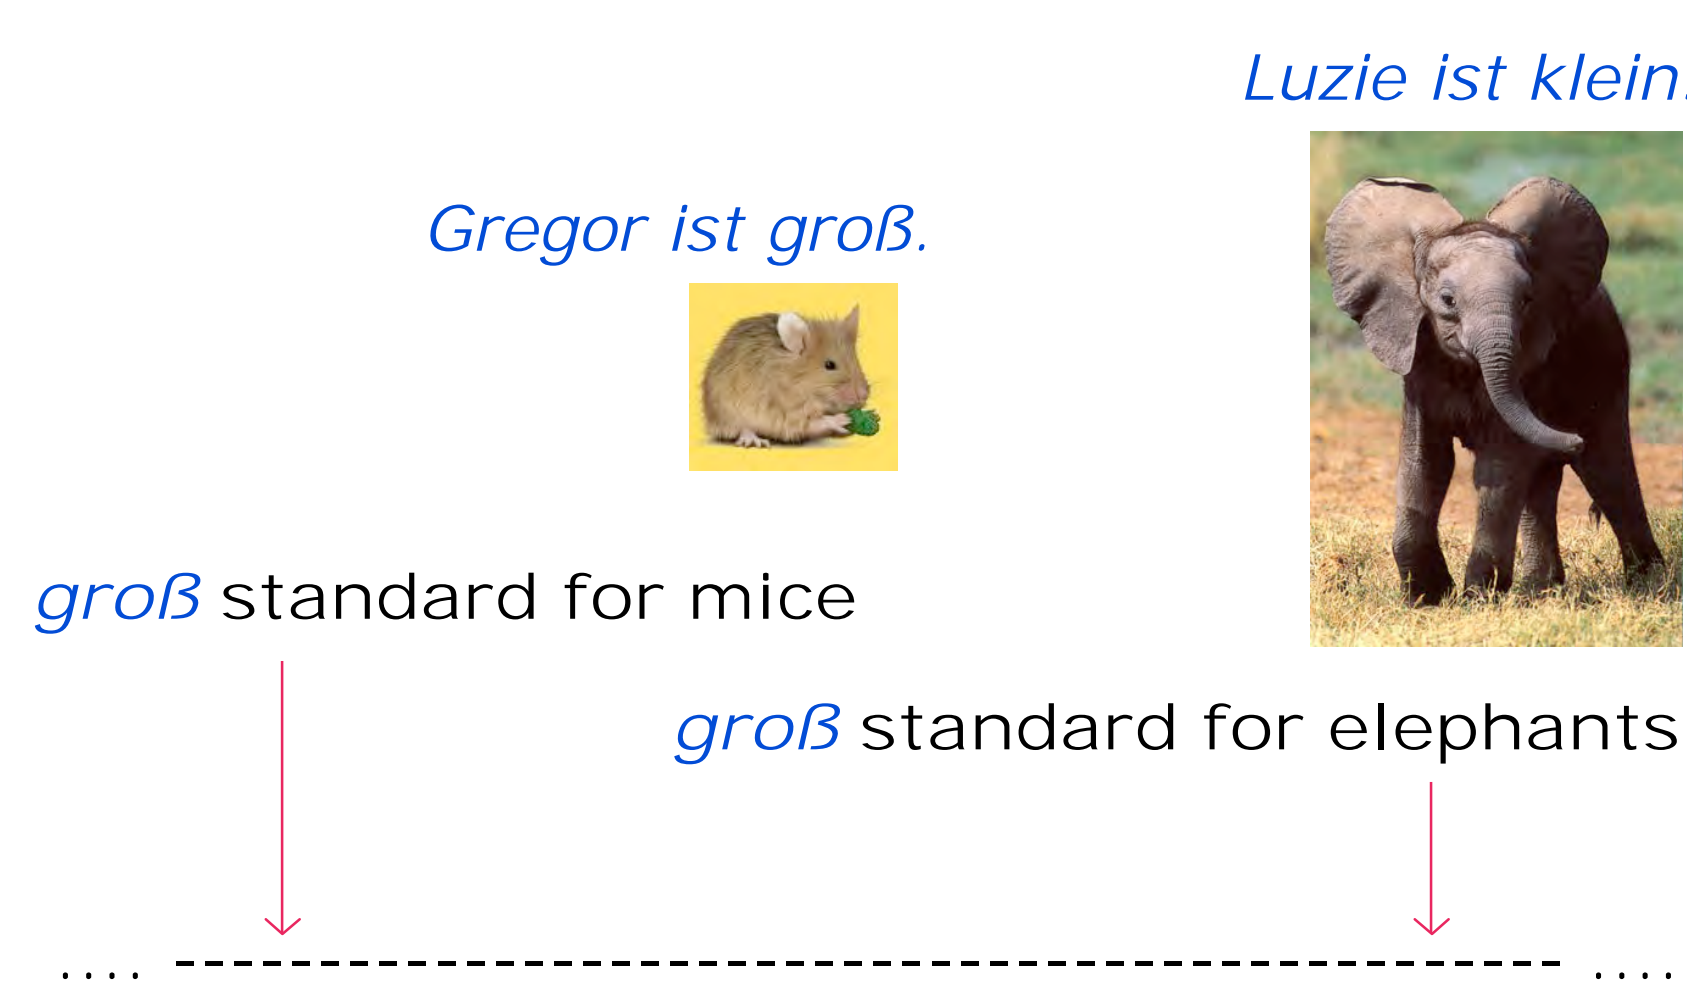 Luzie ist klein.
Gregor ist groß.
groß standard for mice
groß standard for elephants
.... ....